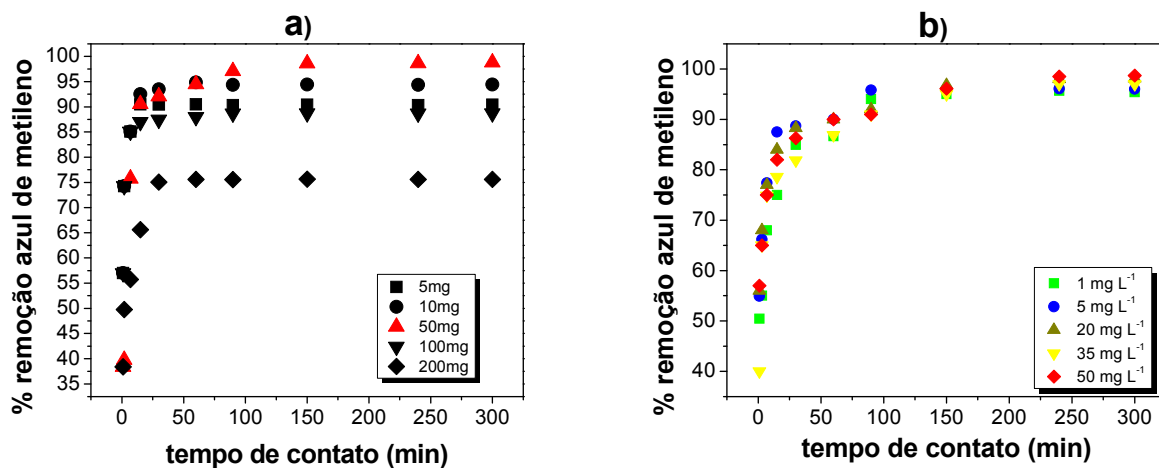 a)
% remoção azul de metileno
100
95
90
85
80
75
70
65
60
55
50
45
40
35
0 50 100 150 200 250 300
tempo de contato (min)
5mg
10mg
50mg
100mg
200mg
b)
% remoção azul de metileno
100
90
80
70
60
50
40
0 50 100 150 200 250 300
tempo de contato (min)
1 mg L⁻¹
5 mg L⁻¹
20 mg L⁻¹
35 mg L⁻¹
50 mg L⁻¹